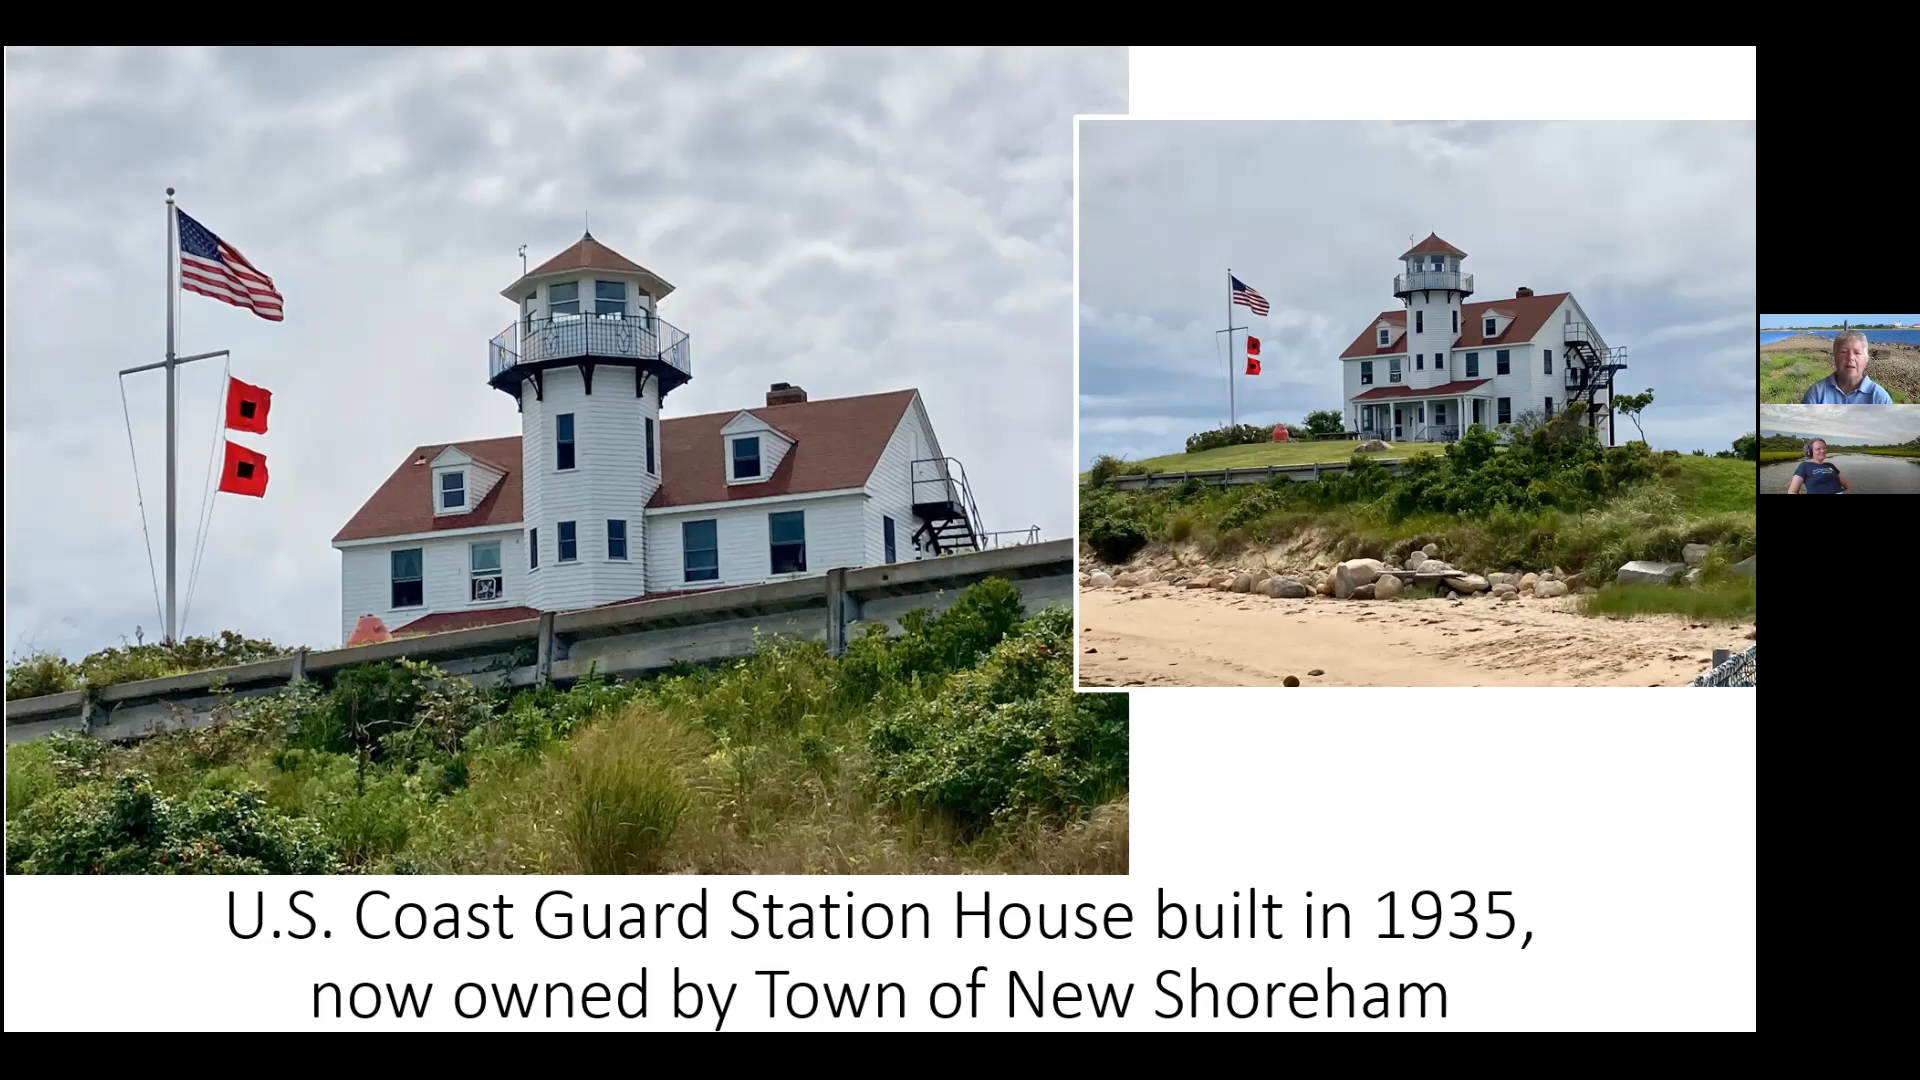 U.S. Coast Guard Station House built in 1935,
now owned by Town of New Shoreham